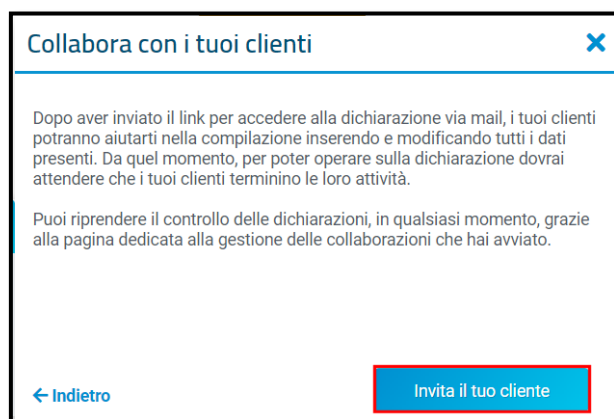 Collabora con i tuoi clienti
Dopo aver inviato il link per accedere alla dichiarazione via mail, i tuoi clienti
potranno aiutarti nella compilazione inserendo e modificando tutti i dati
presenti. Da quel momento, per poter operare sulla dichiarazione dovrai
attendere che i tuoi clienti terminino le loro attività.
Puoi riprendere il controllo delle dichiarazioni, in qualsiasi momento, grazie
alla pagina dedicata alla gestione delle collaborazioni che hai avviato.
Indietro
Invita il tuo cliente